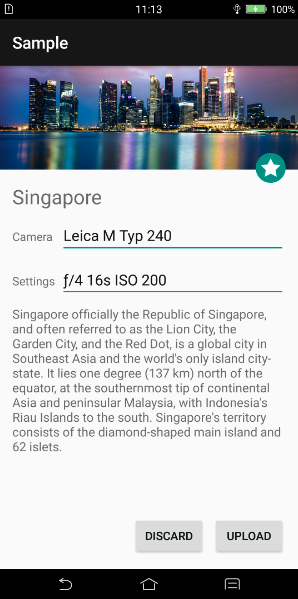 11:13
100%
Sample
Singapore
Camera Leica M Typ 240
Settings ƒ/4 16s ISO 200
Singapore officially the Republic of Singapore,
and often referred to as the Lion City, the
Garden City, and the Red Dot, is a global city in
Southeast Asia and the world's only island city-
state. It lies one degree (137 km) north of the
equator, at the southernmost tip of continental
Asia and peninsular Malaysia, with Indonesia's
Riau Islands to the south. Singapore's territory
consists of the diamond-shaped main island and
62 islets.
DISCARD
UPLOAD